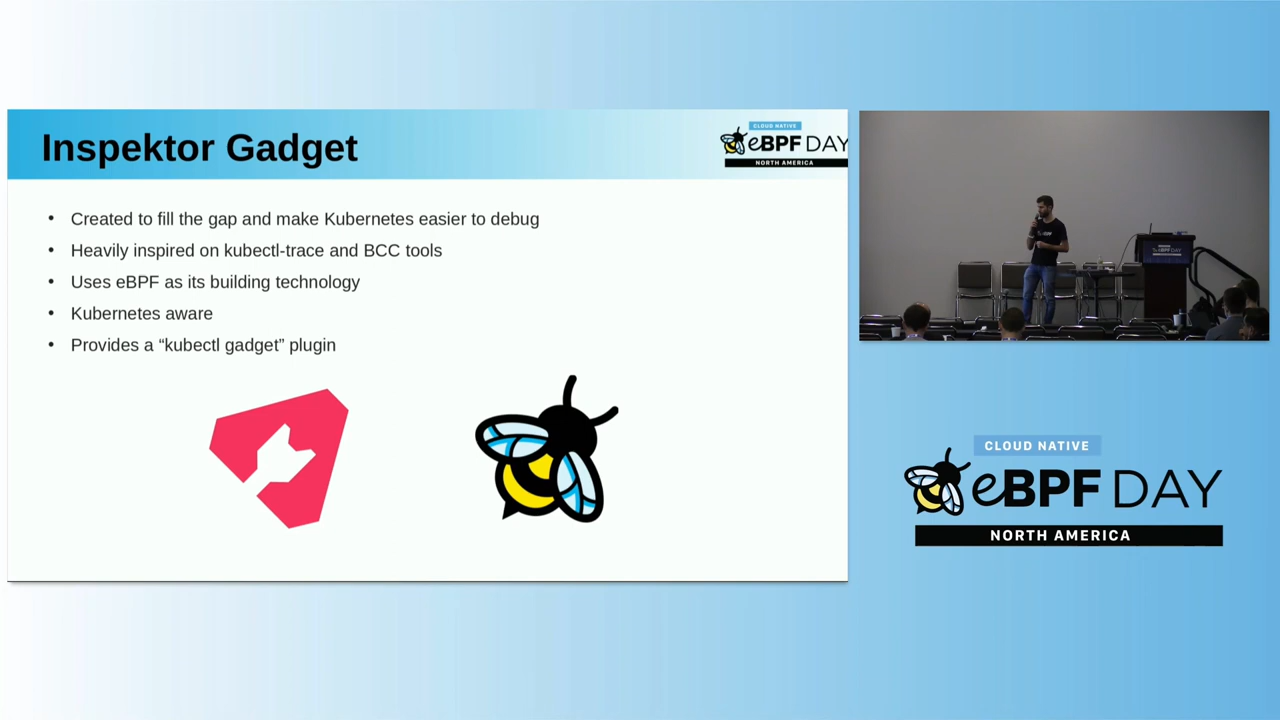 Inspektor Gadget
CLOUD NATIVE
eBPF DAY
NORTH AMERICA
• Created to fill the gap and make Kubernetes easier to debug
• Heavily inspired on kubectl-trace and BCC tools
• Uses eBPF as its building technology
• Kubernetes aware
• Provides a “kubectl gadget” plugin
eBPF DAY
CLOUD NATIVE
eBPF DAY
NORTH AMERICA